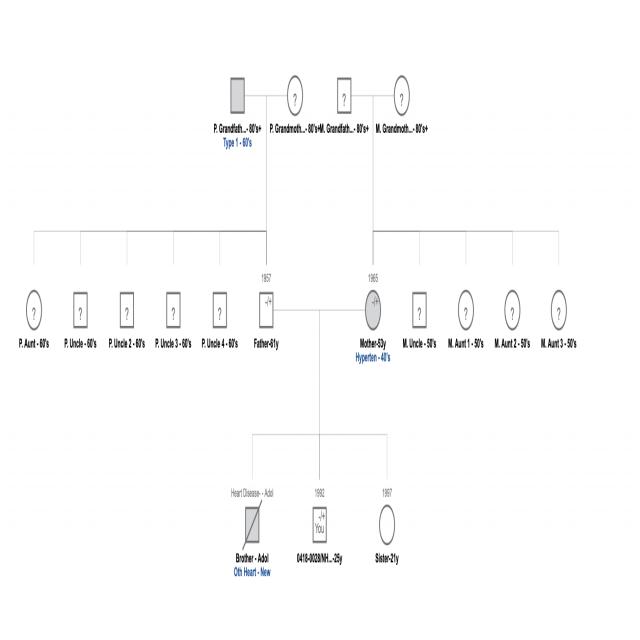 ? ? ?
P. Grandfath...- 80's+ P. Grandmoth...- 80's+ M. Grandfath...- 80's+ M. Grandmoth...- 80's+
Type 1 - 60's
1957 1965
? ? ? ? ? -/+ -/+ ? ? ? ?
P. Aunt - 60's P. Uncle - 60's P. Uncle 2 - 60's P. Uncle 3 - 60's P. Uncle 4 - 60's Father-61y Mother-53y M. Uncle - 50's M. Aunt 1 - 50's M. Aunt 2 - 50's M. Aunt 3 - 50's
Hyperten - 40's
Heart Disease- - Adol 1992 1997
-/+
You
Brother - Adol 0418-0028/NH...-25y Sister-21y
Oth Heart - New